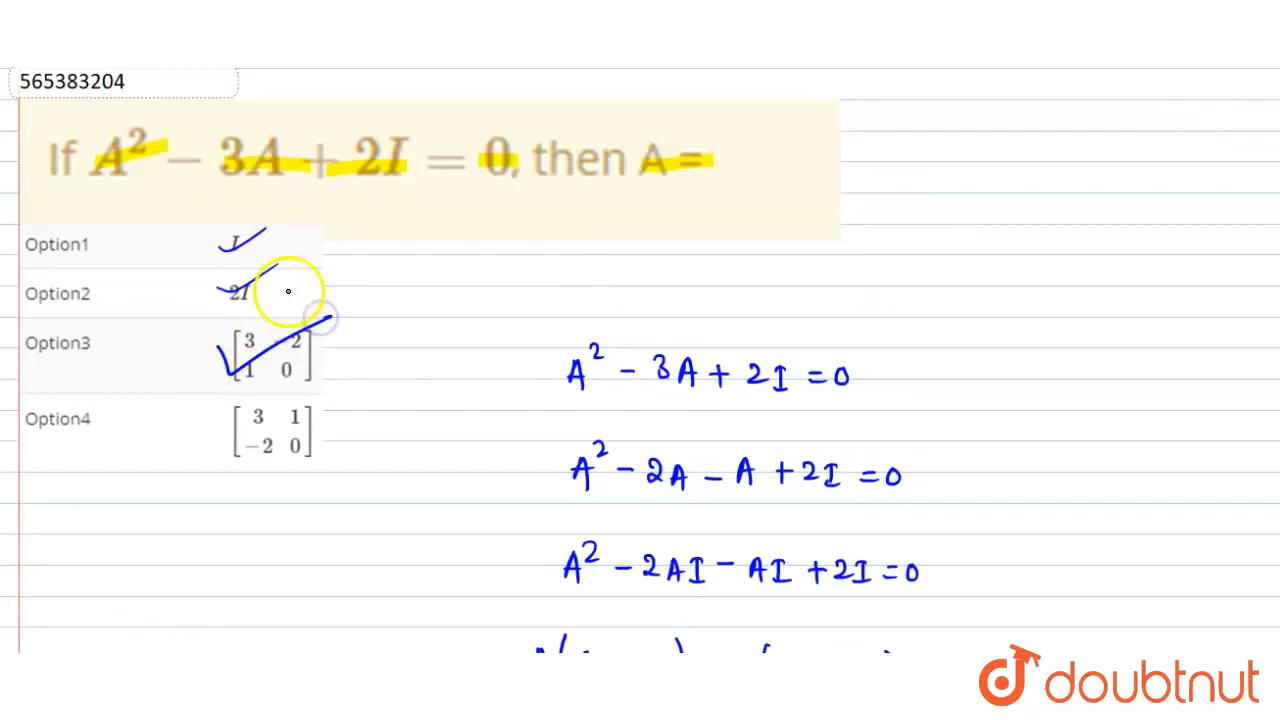 565383204
If A² − 3A + 2I = 0, then A =
Option1 I
Option2 2I
Option3 [3 −2
1 0]
Option4 [3 1
−2 0]
A² − 3A + 2I = 0
A² − 2A − A + 2I = 0
A² − 2AI − AI + 2I = 0
doubtnut